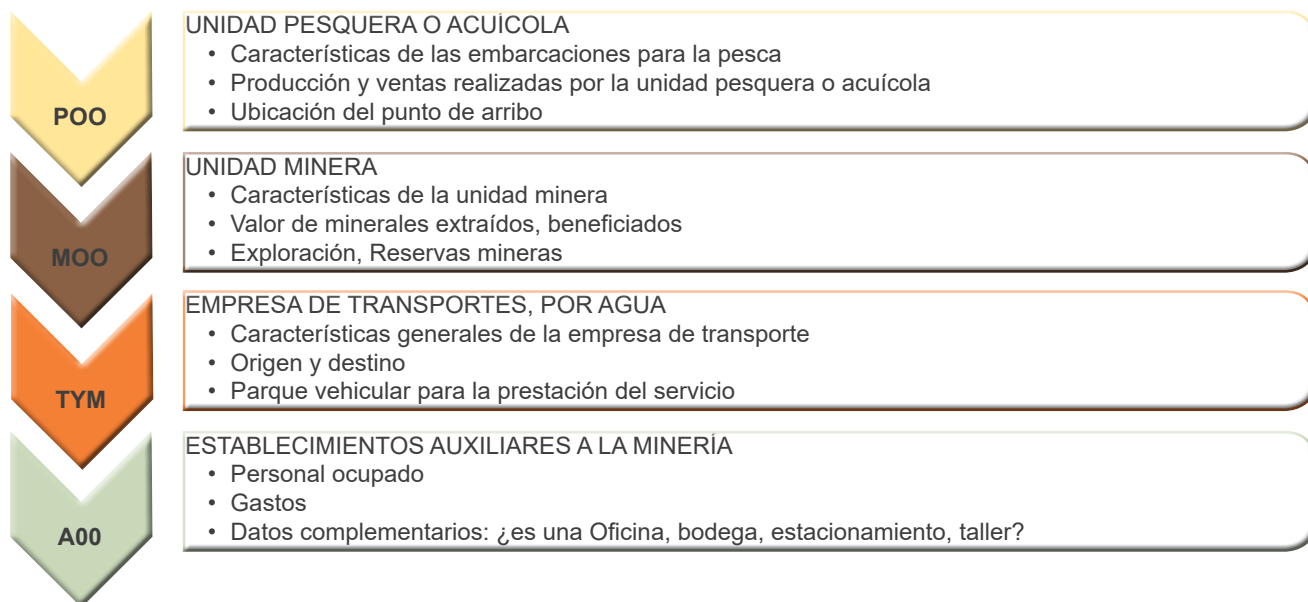 UNIDAD PESQUERA O ACUÍCOLA
• Características de las embarcaciones para la pesca
• Producción y ventas realizadas por la unidad pesquera o acuícola
• Ubicación del punto de arribo
POO
UNIDAD MINERA
• Características de la unidad minera
• Valor de minerales extraídos, beneficiados
• Exploración, Reservas mineras
MOO
EMPRESA DE TRANSPORTES, POR AGUA
• Características generales de la empresa de transporte
• Origen y destino
• Parque vehicular para la prestación del servicio
TYM
ESTABLECIMIENTOS AUXILIARES A LA MINERÍA
• Personal ocupado
• Gastos
• Datos complementarios: ¿es una Oficina, bodega, estacionamiento, taller?
A00